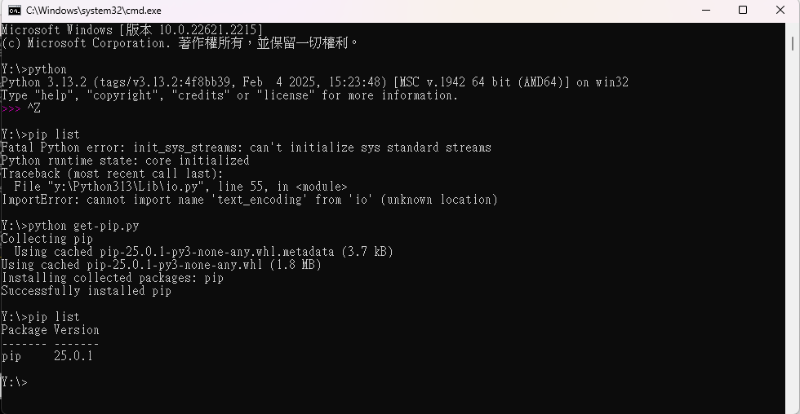 C:\Windows\system32\cmd.exe
Microsoft Windows [版本 10.0.22621.2215]
(c) Microsoft Corporation. 著作權所有，並保留一切權利。
Y:\>python
Python 3.13.2 (tags/v3.13.2:4f8bb39, Feb  4 2025, 15:23:48) [MSC v.1942 64 bit (AMD64)] on win32
Type "help", "copyright", "credits" or "license" for more information.
>>> ^Z
Y:\>pip list
Fatal Python error: init_sys_streams: can't initialize sys standard streams
Python runtime state: core initialized
Traceback (most recent call last):
  File "y:\Python313\Lib\io.py", line 55, in <module>
ImportError: cannot import name 'text_encoding' from 'io' (unknown location)
Y:\>python get-pip.py
Collecting pip
  Using cached pip-25.0.1-py3-none-any.whl.metadata (3.7 kB)
Using cached pip-25.0.1-py3-none-any.whl (1.8 MB)
Installing collected packages: pip
Successfully installed pip
Y:\>pip list
Package Version
------- -------
pip     25.0.1
Y:\>